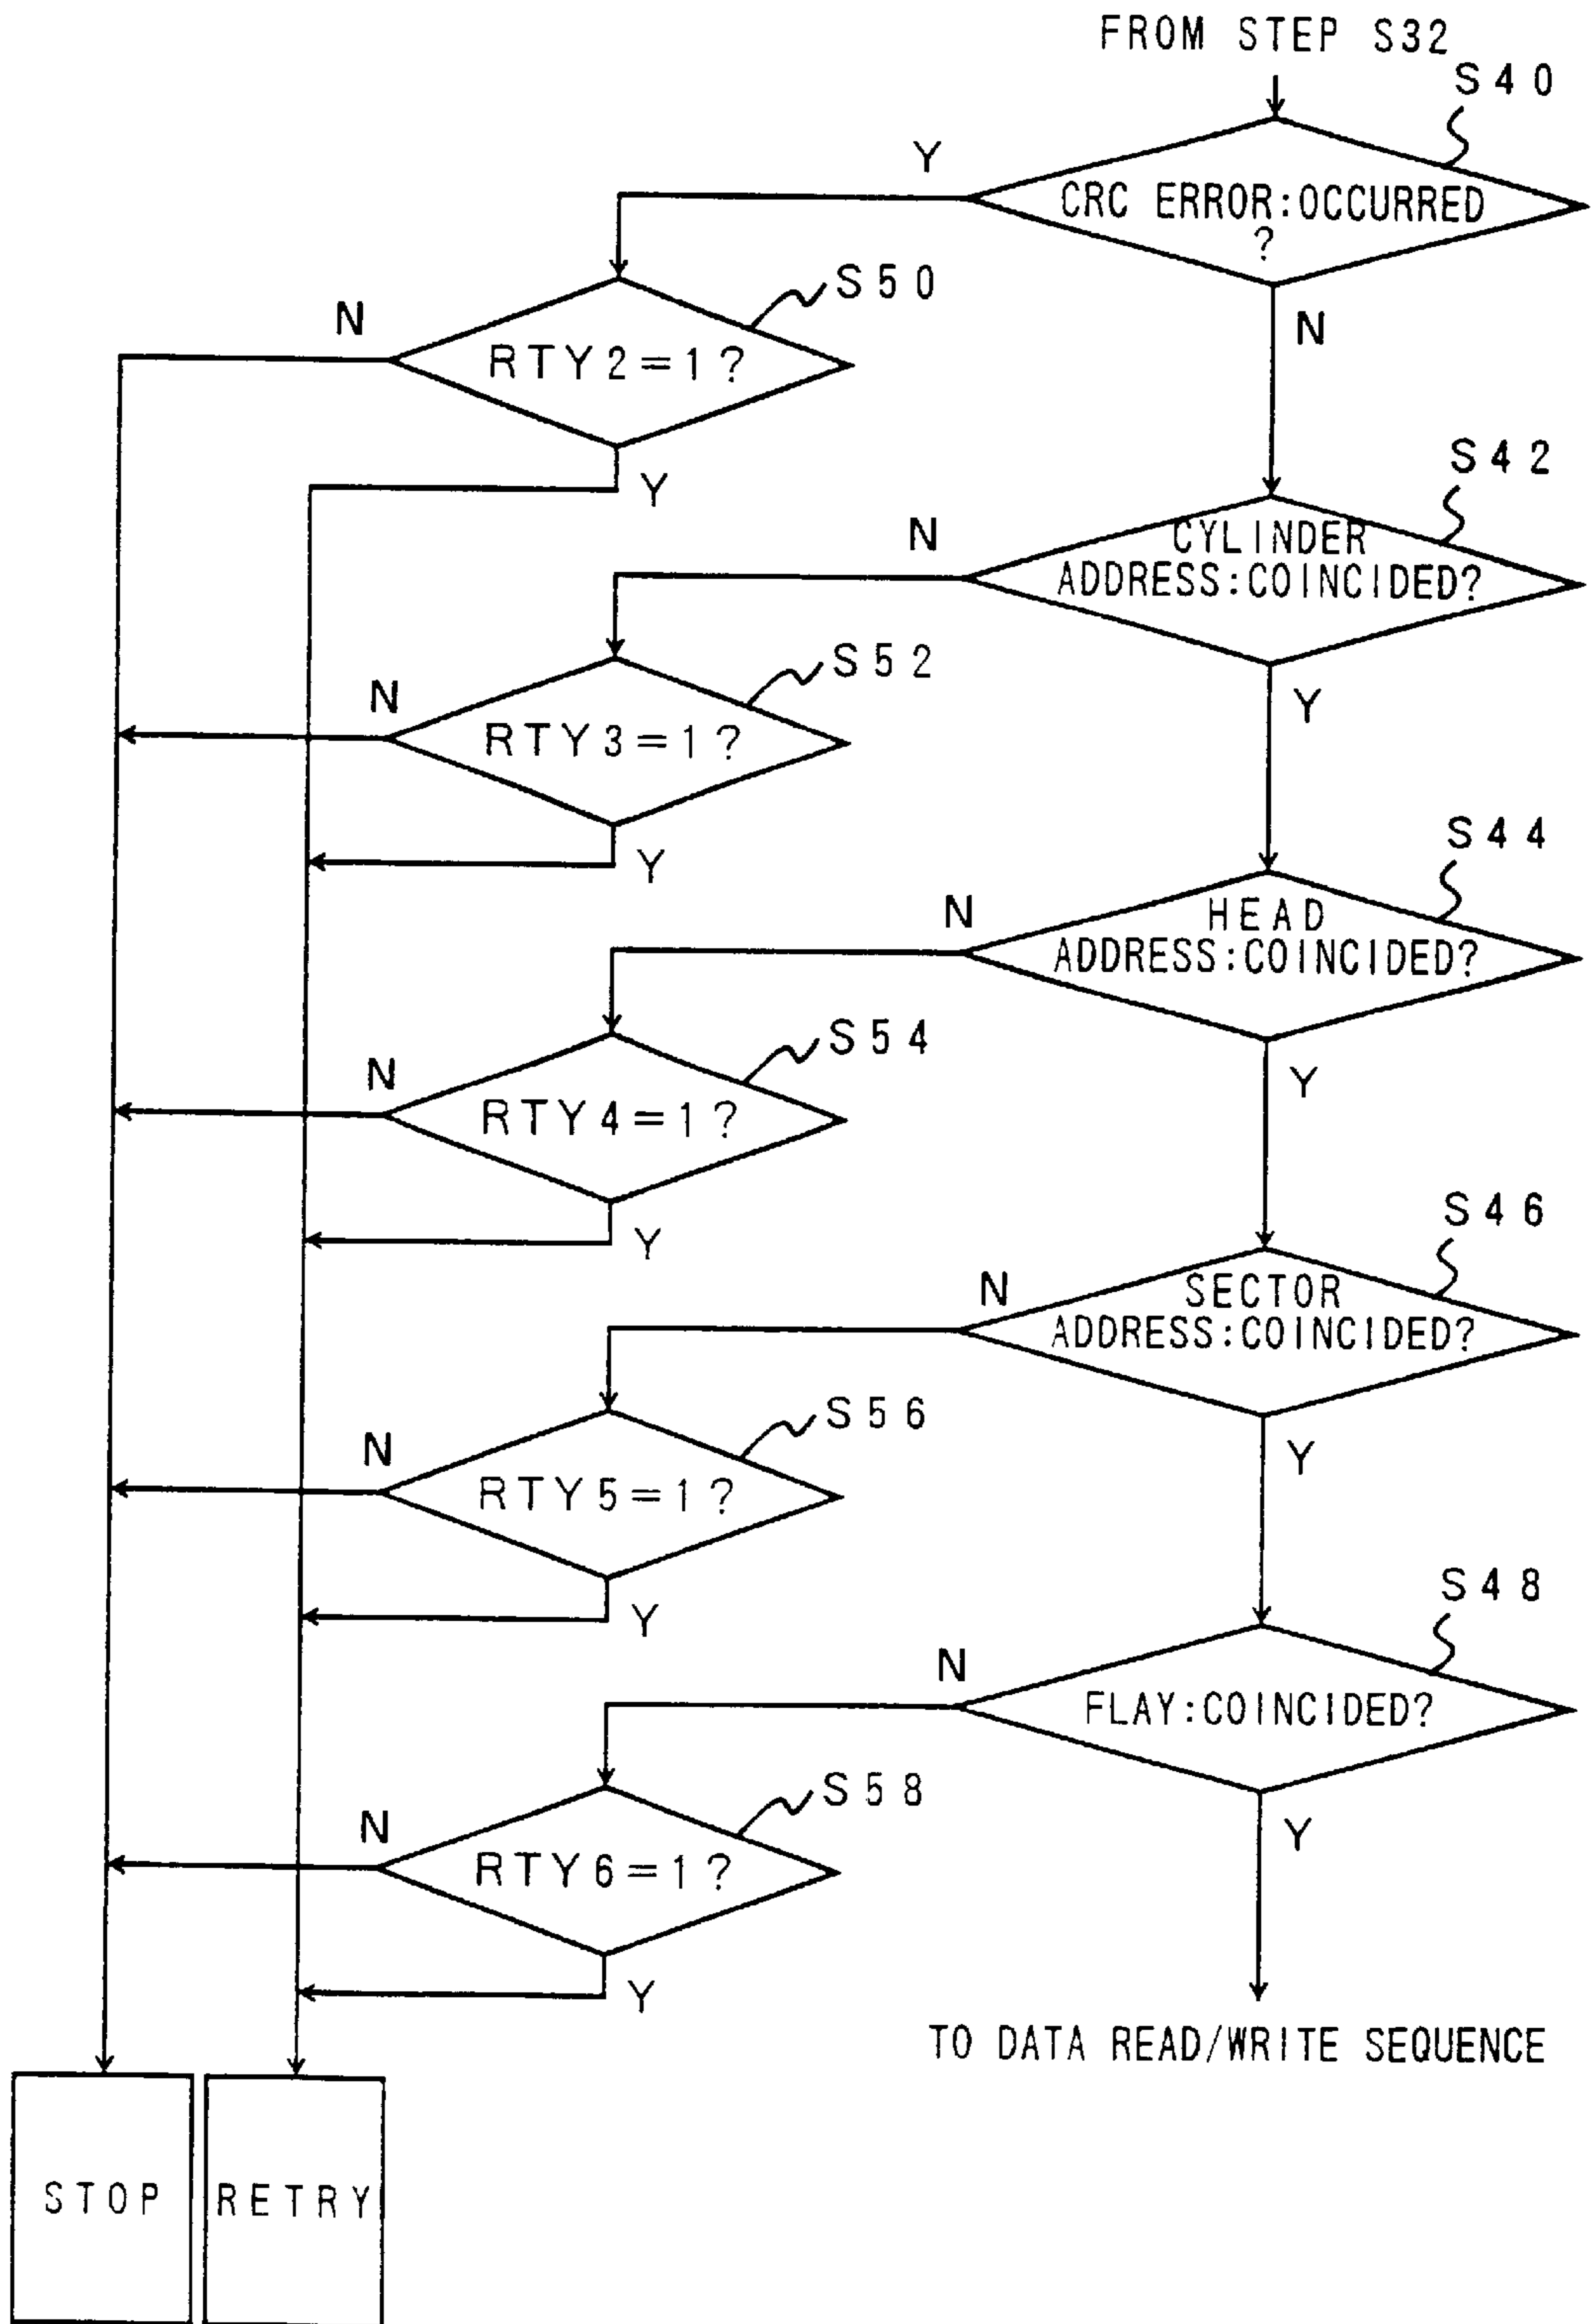 FROM STEP S32
S40
Y
CRC ERROR:OCCURRED
?
N
S50
N
RTY2=1?
Y
S42
N
CYLINDER
ADDRESS:COINCIDED?
Y
S52
N
RTY3=1?
Y
S44
N
HEAD
ADDRESS:COINCIDED?
Y
S54
N
RTY4=1?
Y
S46
N
SECTOR
ADDRESS:COINCIDED?
Y
S56
N
RTY5=1?
Y
S48
N
FLAY:COINCIDED?
Y
S58
N
RTY6=1?
Y
TO DATA READ/WRITE SEQUENCE
STOP
RETRY